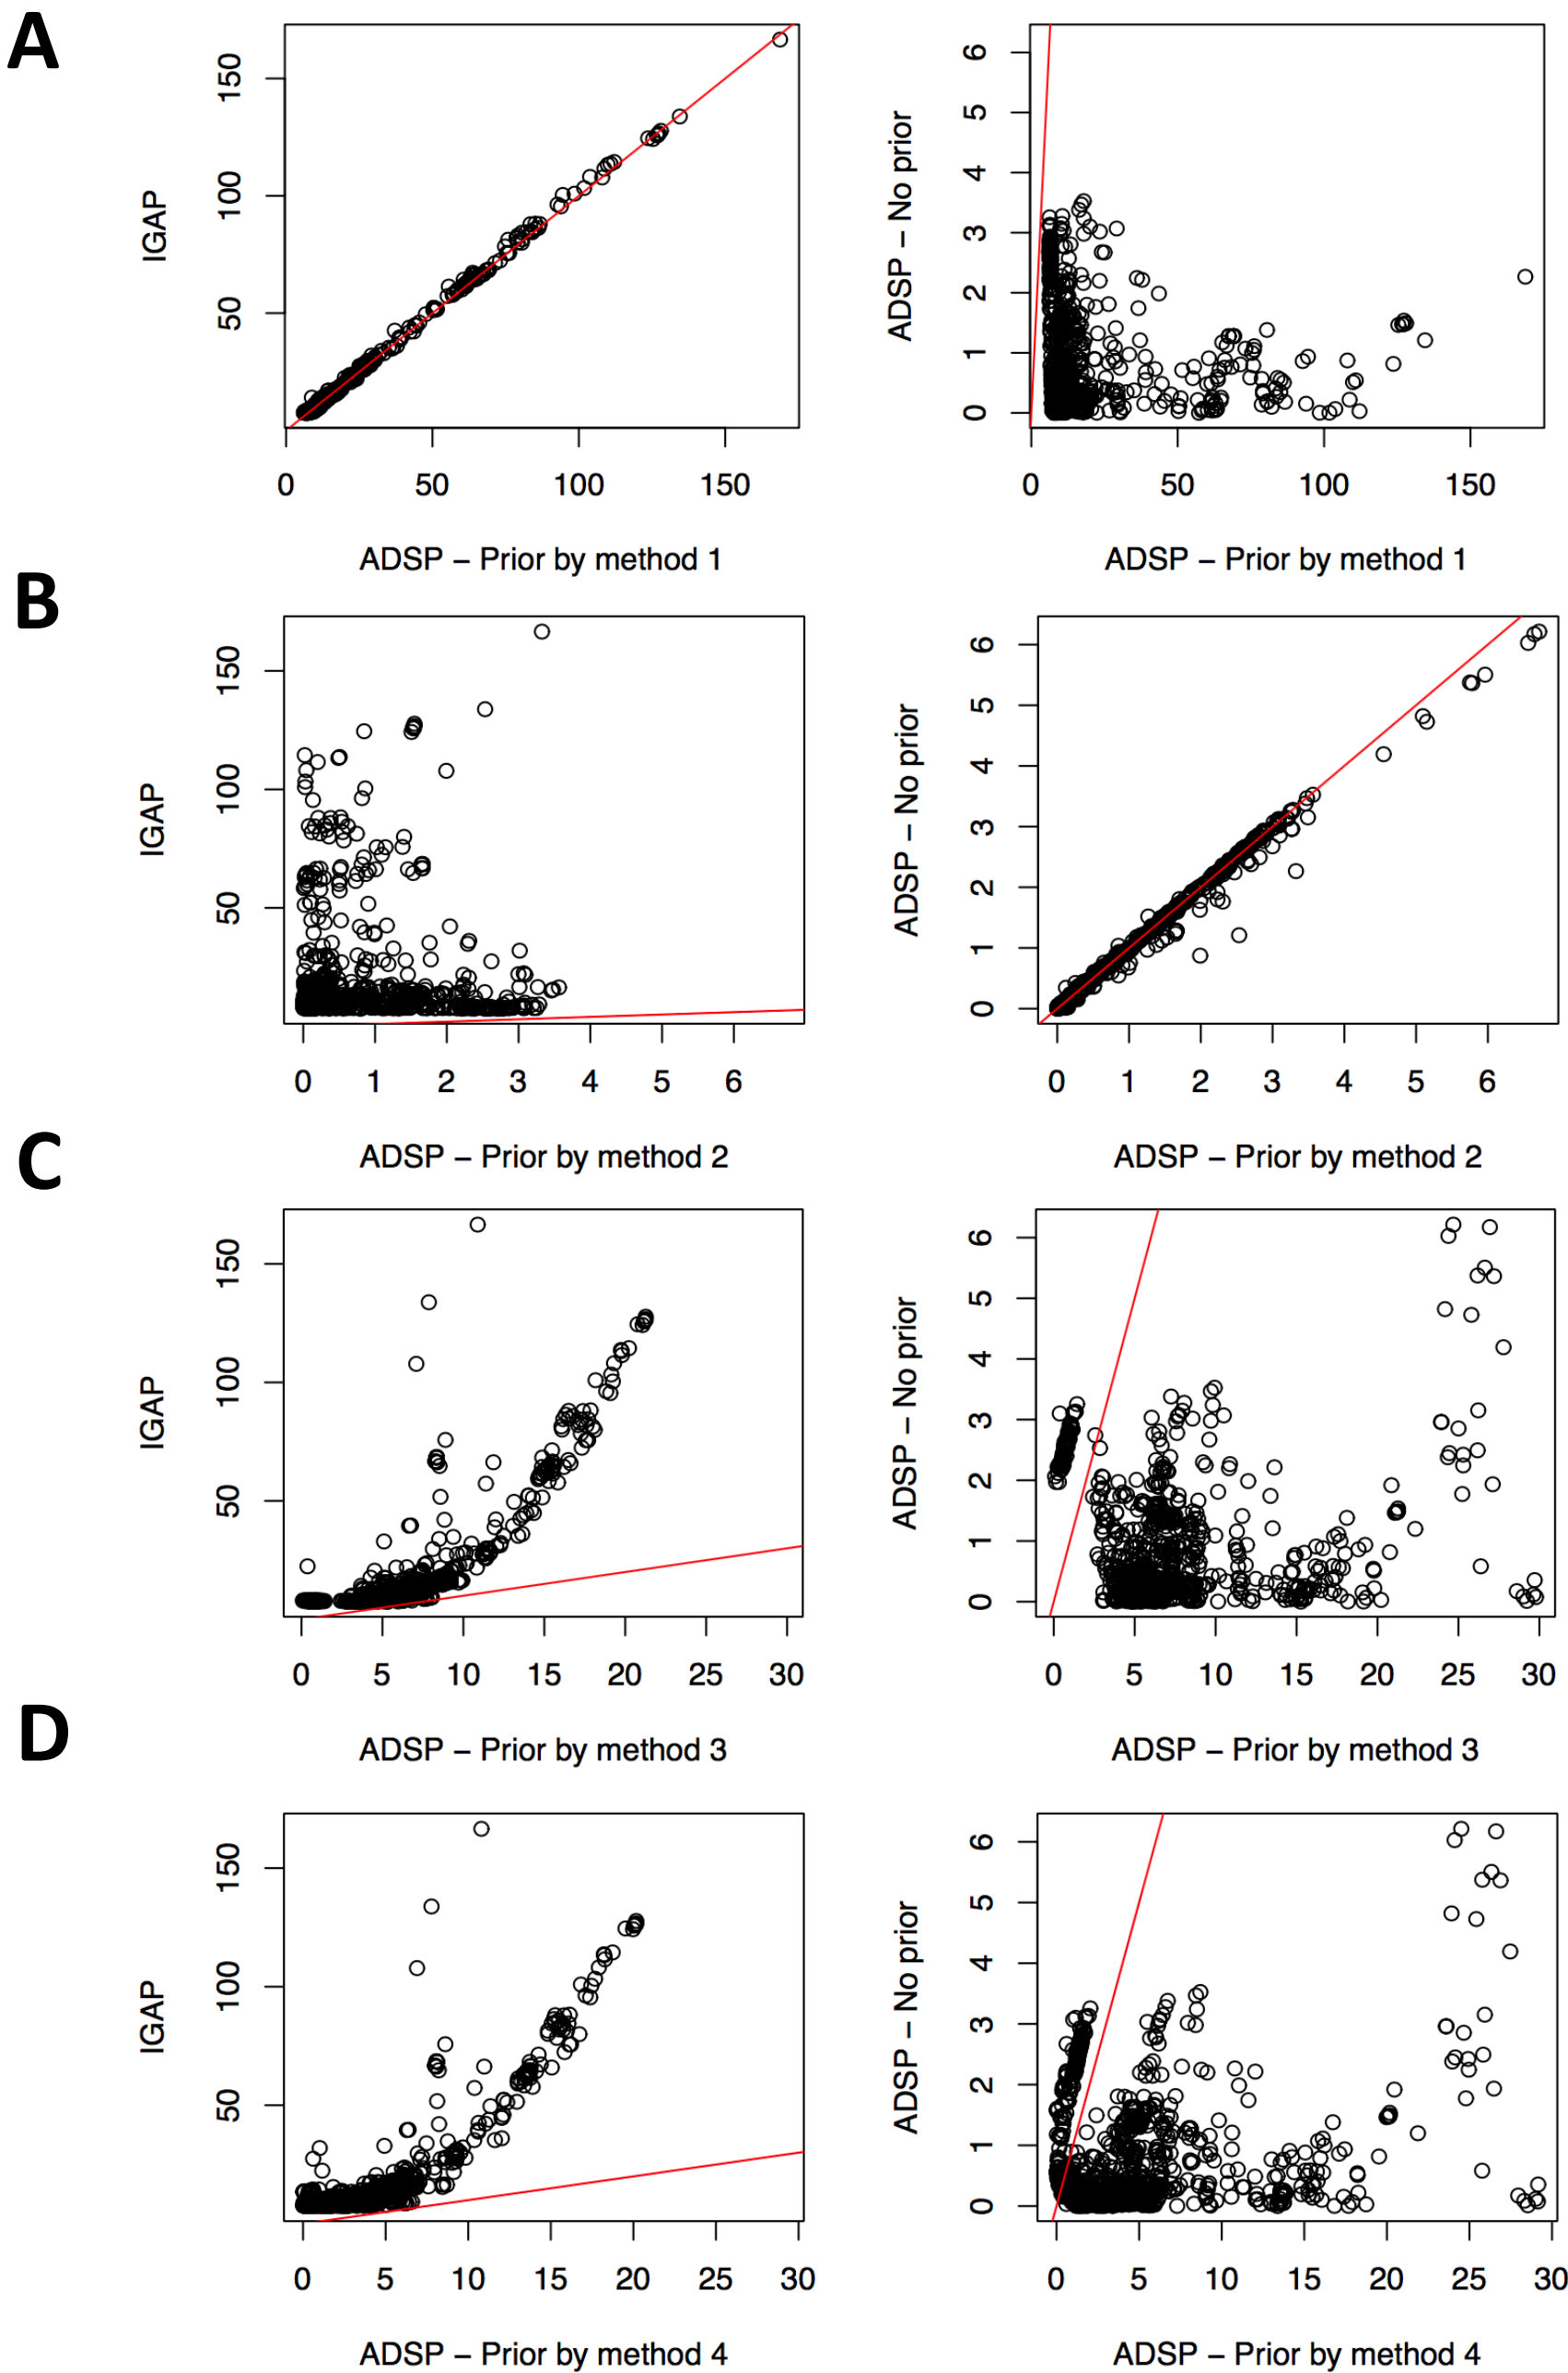 A
IGAP
50 100 150
0 50 100 150
ADSP – Prior by method 1
ADSP – No prior
0 1 2 3 4 5 6
0 50 100 150
ADSP – Prior by method 1
B
IGAP
50 100 150
0 1 2 3 4 5 6
ADSP – Prior by method 2
ADSP – No prior
0 1 2 3 4 5 6
0 1 2 3 4 5 6
ADSP – Prior by method 2
C
IGAP
50 100 150
0 5 10 15 20 25 30
ADSP – Prior by method 3
ADSP – No prior
0 1 2 3 4 5 6
0 5 10 15 20 25 30
ADSP – Prior by method 3
D
IGAP
50 100 150
0 5 10 15 20 25 30
ADSP – Prior by method 4
ADSP – No prior
0 1 2 3 4 5 6
0 5 10 15 20 25 30
ADSP – Prior by method 4